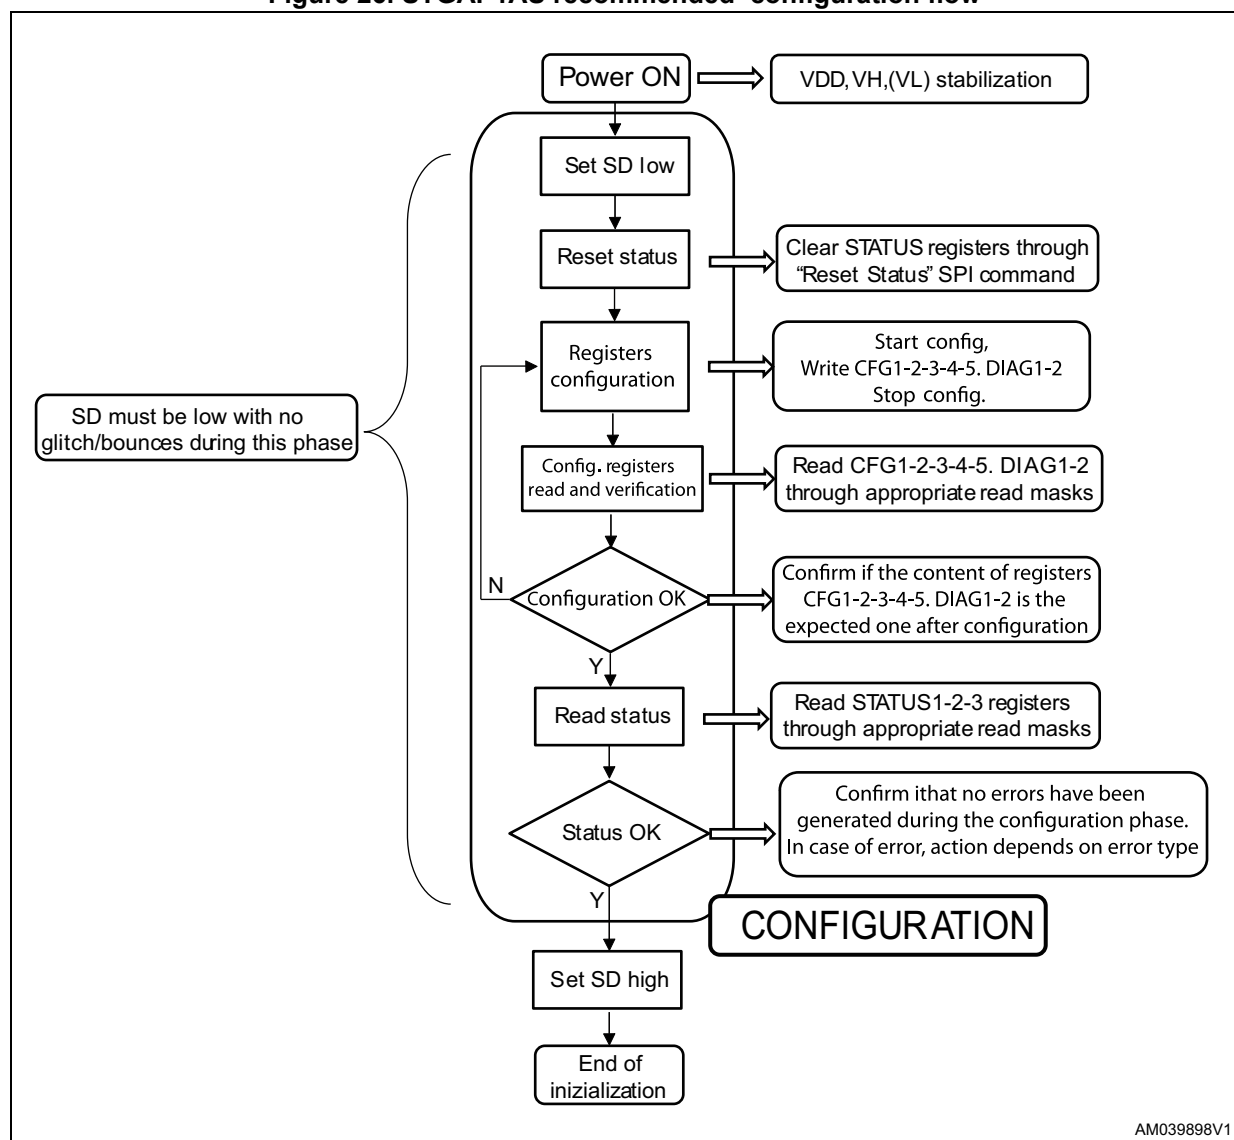 Power ON
VDD,VH,(VL) stabilization
Set SD low
Reset status
Clear STATUS registers through
“Reset Status” SPI command
Registers
configuration
Start config,
Write CFG1-2-3-4-5. DIAG1-2
Stop config.
SD must be low with no
glitch/bounces during this phase
Config. registers
read and verification
Read CFG1-2-3-4-5. DIAG1-2
through appropriate read masks
N
Configuration OK
Confirm if the content of registers
CFG1-2-3-4-5. DIAG1-2 is the
expected one after configuration
Y
Read status
Read STATUS1-2-3 registers
through appropriate read masks
Status OK
Confirm ithat no errors have been
generated during the configuration phase.
In case of error, action depends on error type
Y
CONFIGURATION
Set SD high
End of
inizialization
AM039898V1